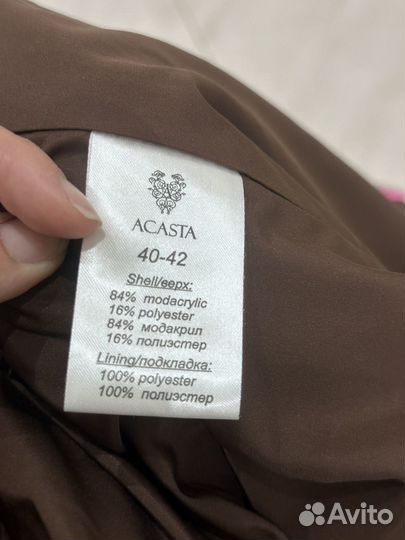 ACASTA
40-42
Shell/верх:
84% modacrylic
16% polyester
84% модакрил
16% полиэстер
Lining/подкладка:
100% polyester
100% полиэстер
Avito